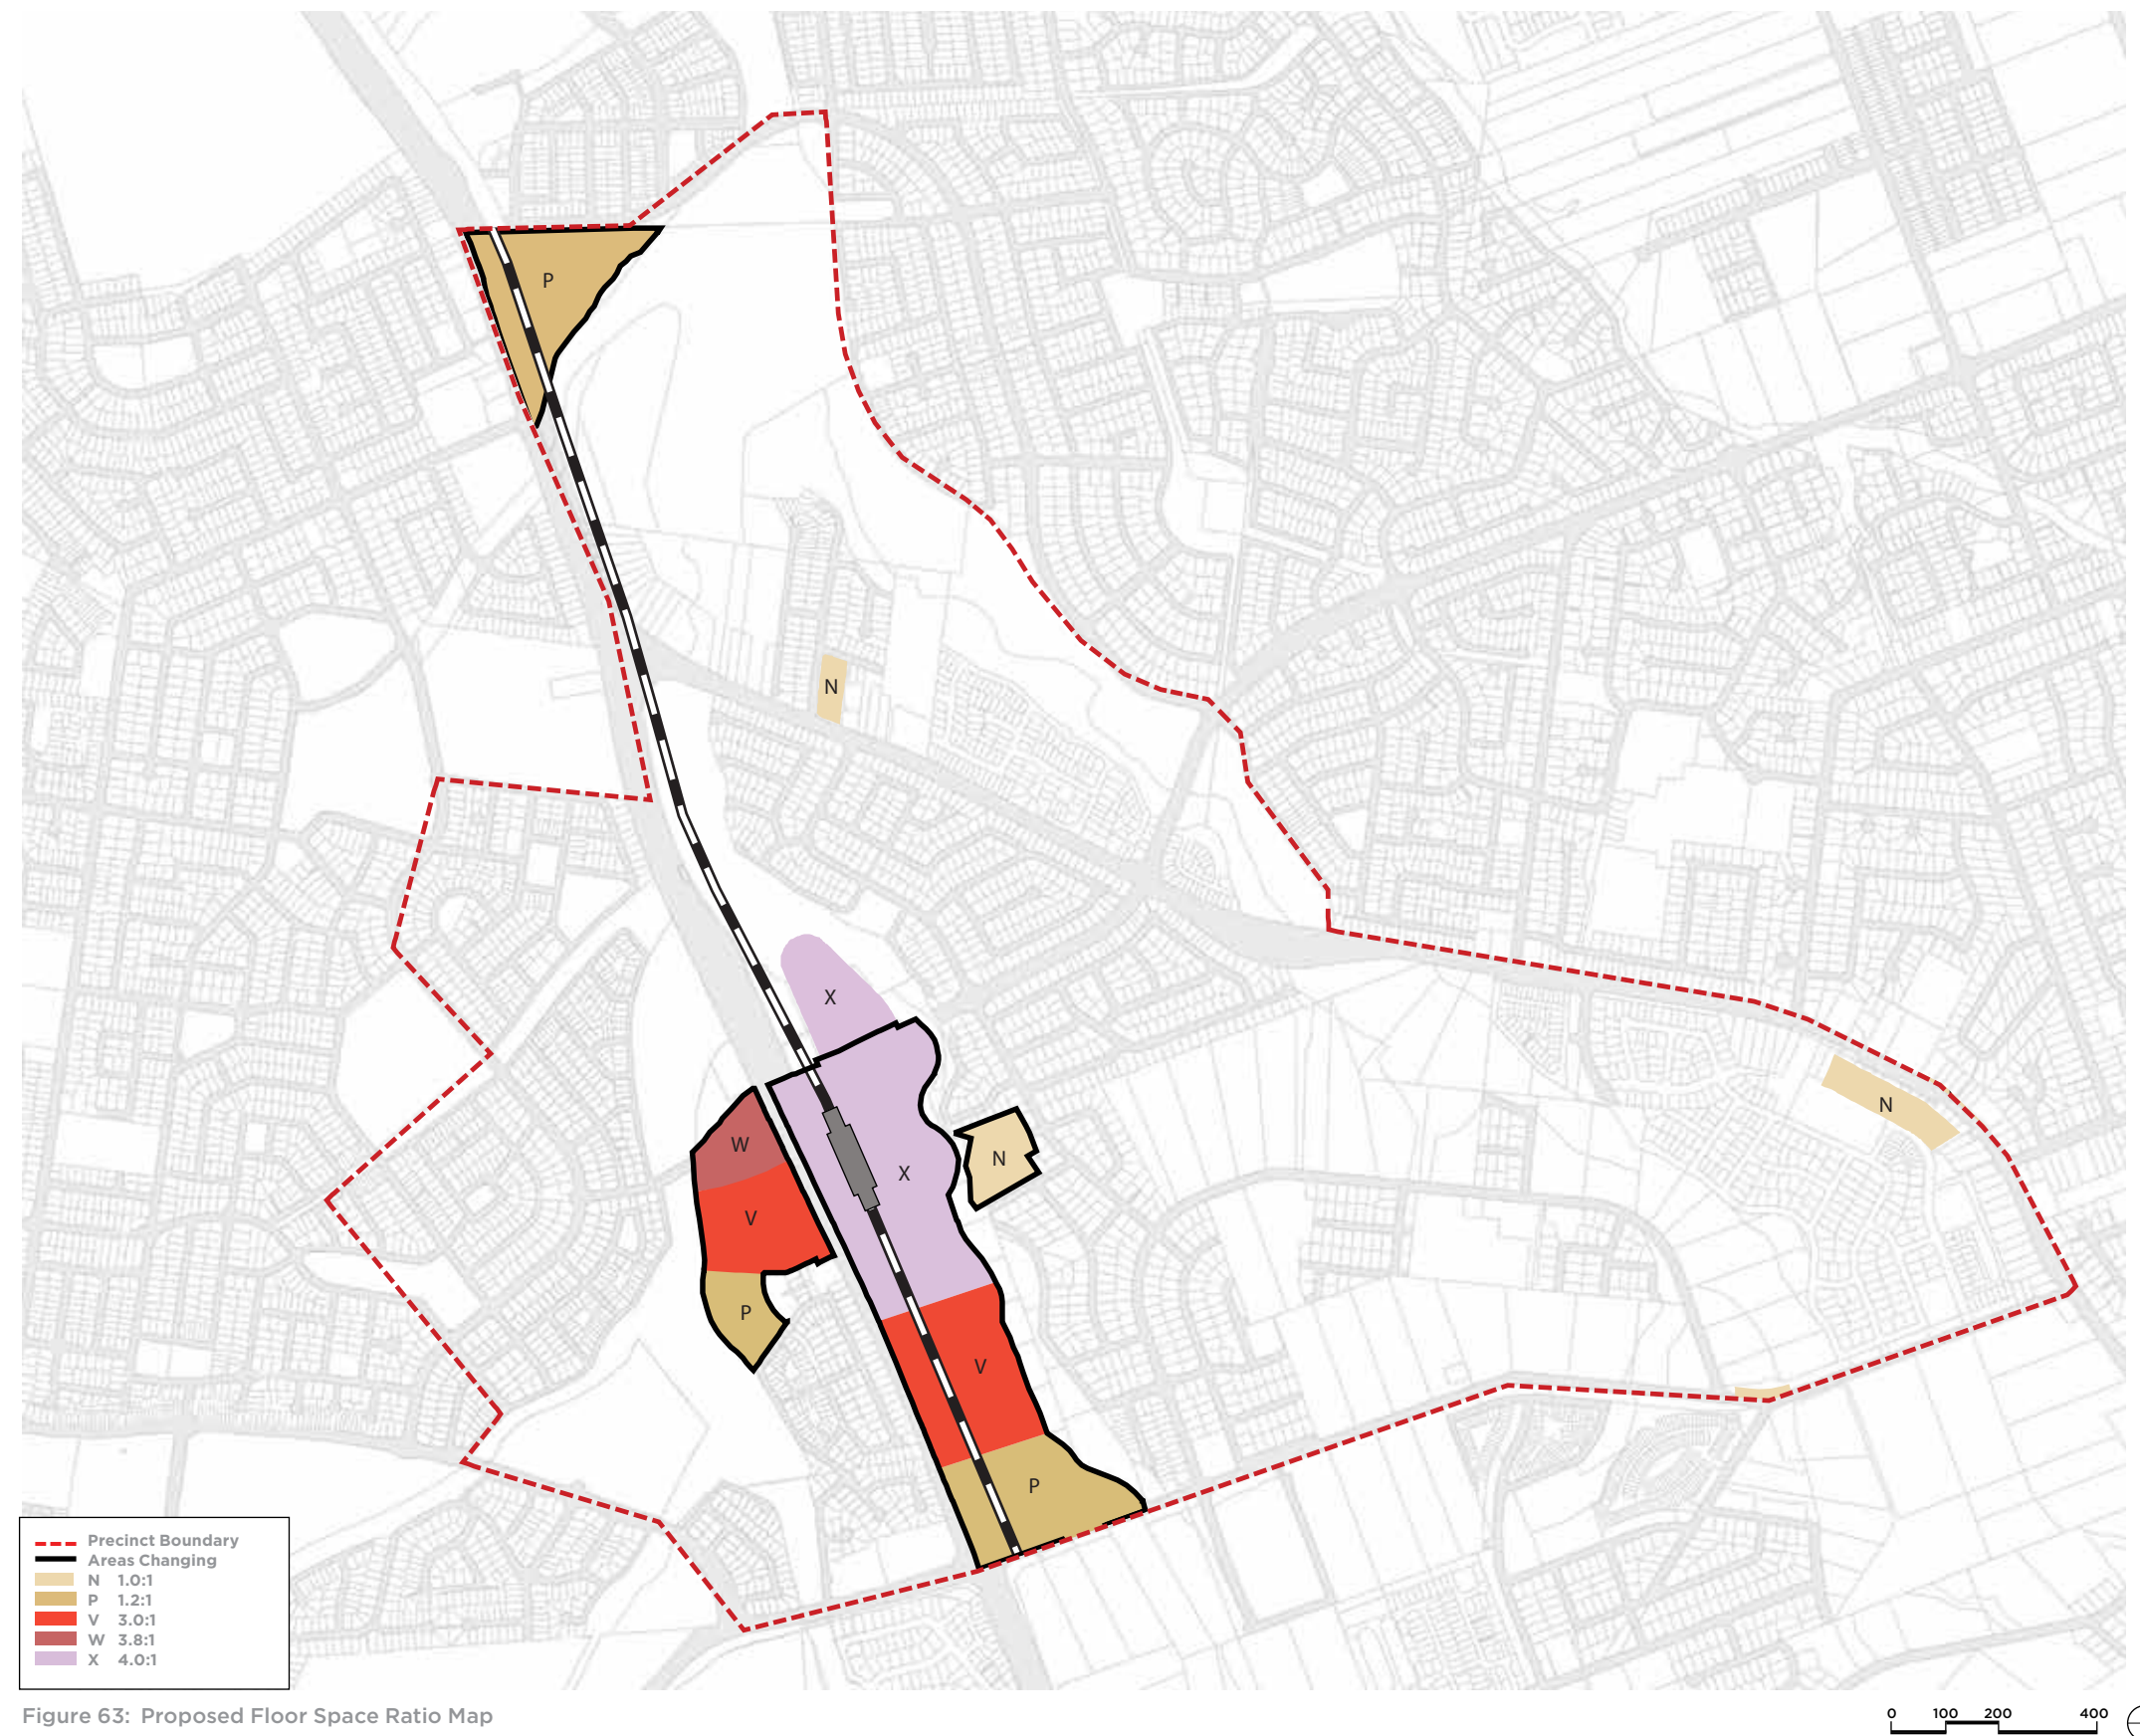 P
N
X
N
W
N
X
V
P
V
P
Precinct Boundary
Areas Changing
N 1.0:1
P 1.2:1
V 3.0:1
W 3.8:1
X 4.0:1
Figure 63: Proposed Floor Space Ratio Map
0 100 200 400